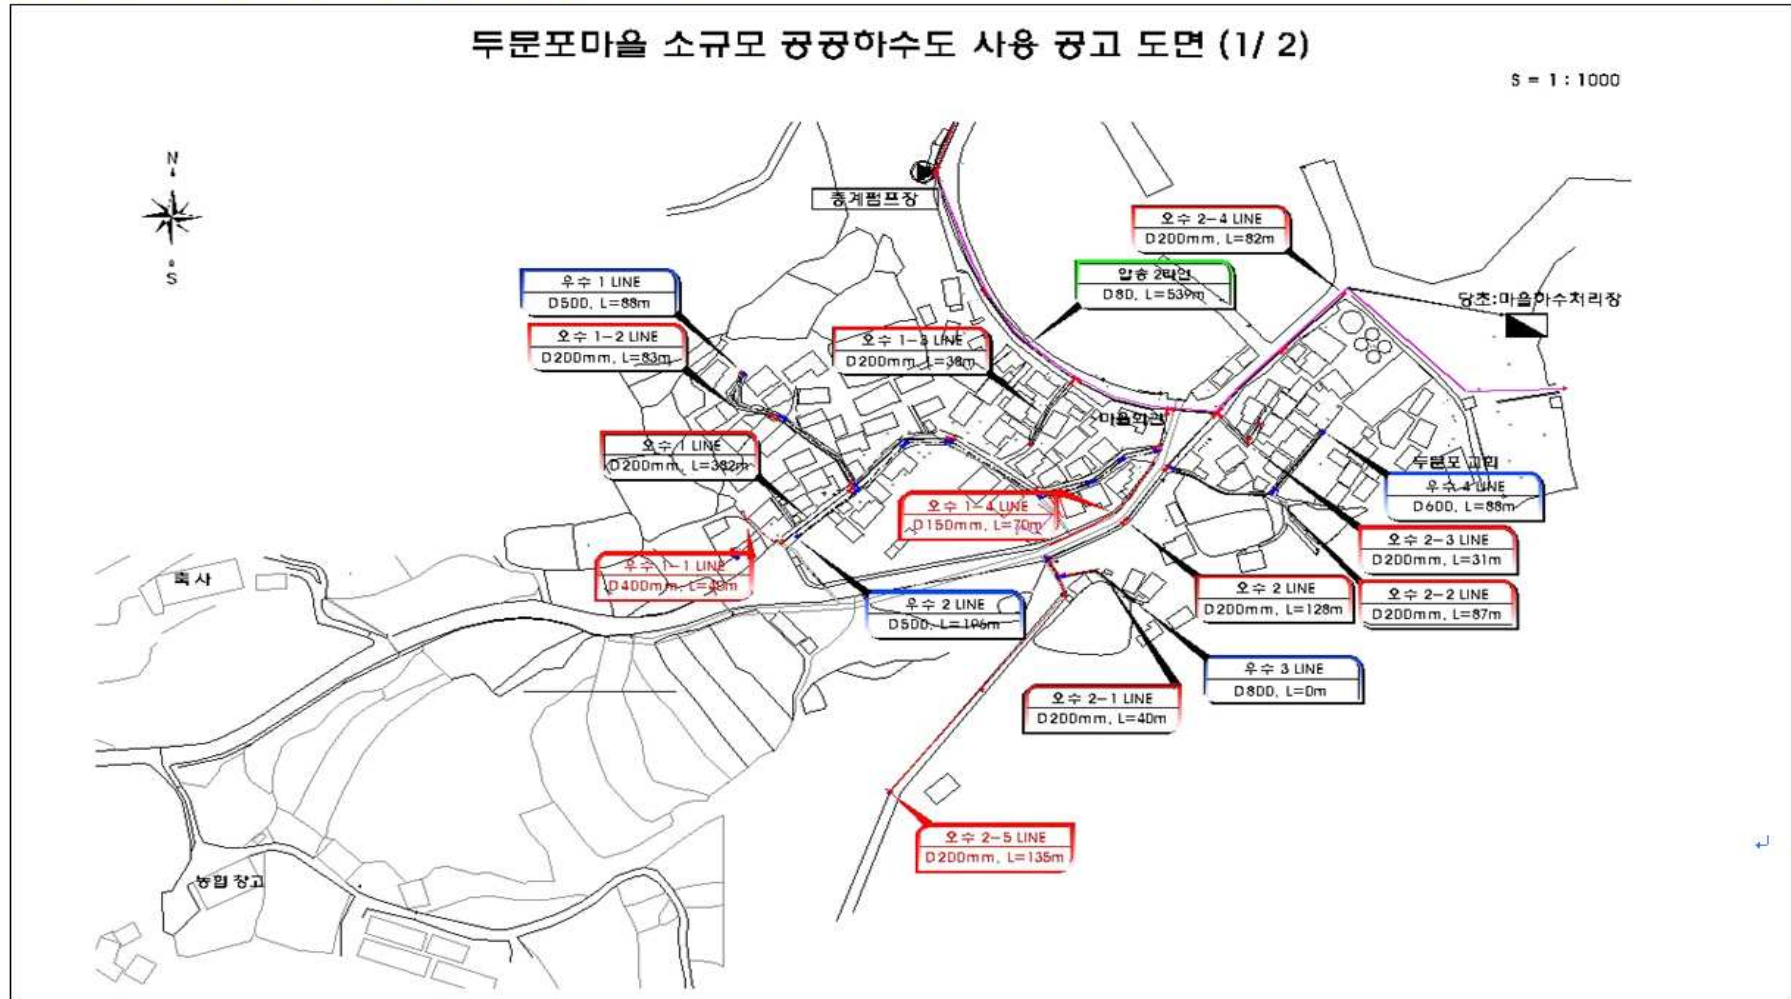 두문포마을 소규모 공공하수도 사용 공고 도면 (1/ 2)
S = 1 : 1000
N
S
중계펌프장
오수 2-4 LINE
D200mm, L=82m
압송 2라인
D80, L=539m
당초:마을하수처리장
우수 1 LINE
D500, L=88m
오수 1-2 LINE
D200mm, L=83m
오수 1-3 LINE
D200mm, L=38m
마을회관
오수 1 LINE
D200mm, L=382m
두문포 교회
우수 4 LINE
D600, L=88m
오수 1-4 LINE
D150mm, L=70m
오수 2-3 LINE
D200mm, L=31m
우수 1-1 LINE
D400mm, L=49m
축사
오수 2 LINE
D200mm, L=128m
오수 2-2 LINE
D200mm, L=87m
우수 2 LINE
D500, L=196m
우수 3 LINE
D800, L=0m
오수 2-1 LINE
D200mm, L=40m
오수 2-5 LINE
D200mm, L=135m
농협 창고